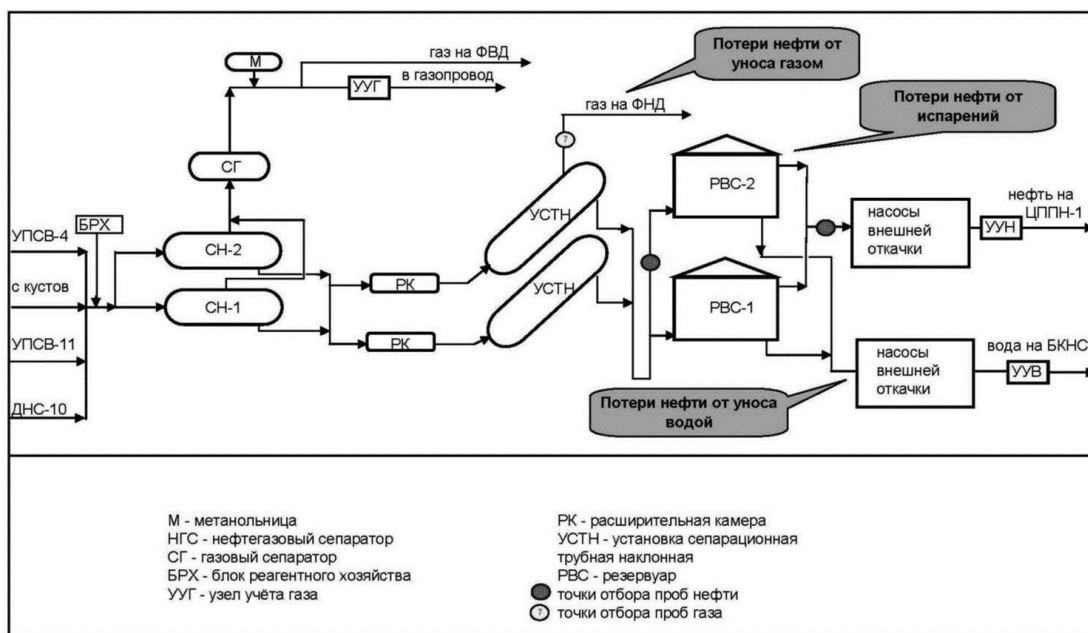 газ на ФВД
М
в газопровод
УУГ
Потери нефти от
уноса газом
газ на ФНД
7
Потери нефти от
испарений
СГ
РВС-2
УСТН
нефть на
ЦППН-1
БРХ
УПСВ-4
насосы
внешней
откачки
УУН
СН-2
с кустов
РК
УСТН
РВС-1
СН-1
УПСВ-11
РК
вода на БКНС
насосы
внешней
откачки
УУВ
ДНС-10
Потери нефти от уноса
водой
М - метанольница
НГС - нефтегазовый сепаратор
СГ - газовый сепаратор
БРХ - блок реагентного хозяйства
УУГ - узел учёта газа
РК - расширительная камера
УСТН - установка сепарационная
трубная наклонная
РВС - резервуар
точки отбора проб нефти
7 точки отбора проб газа